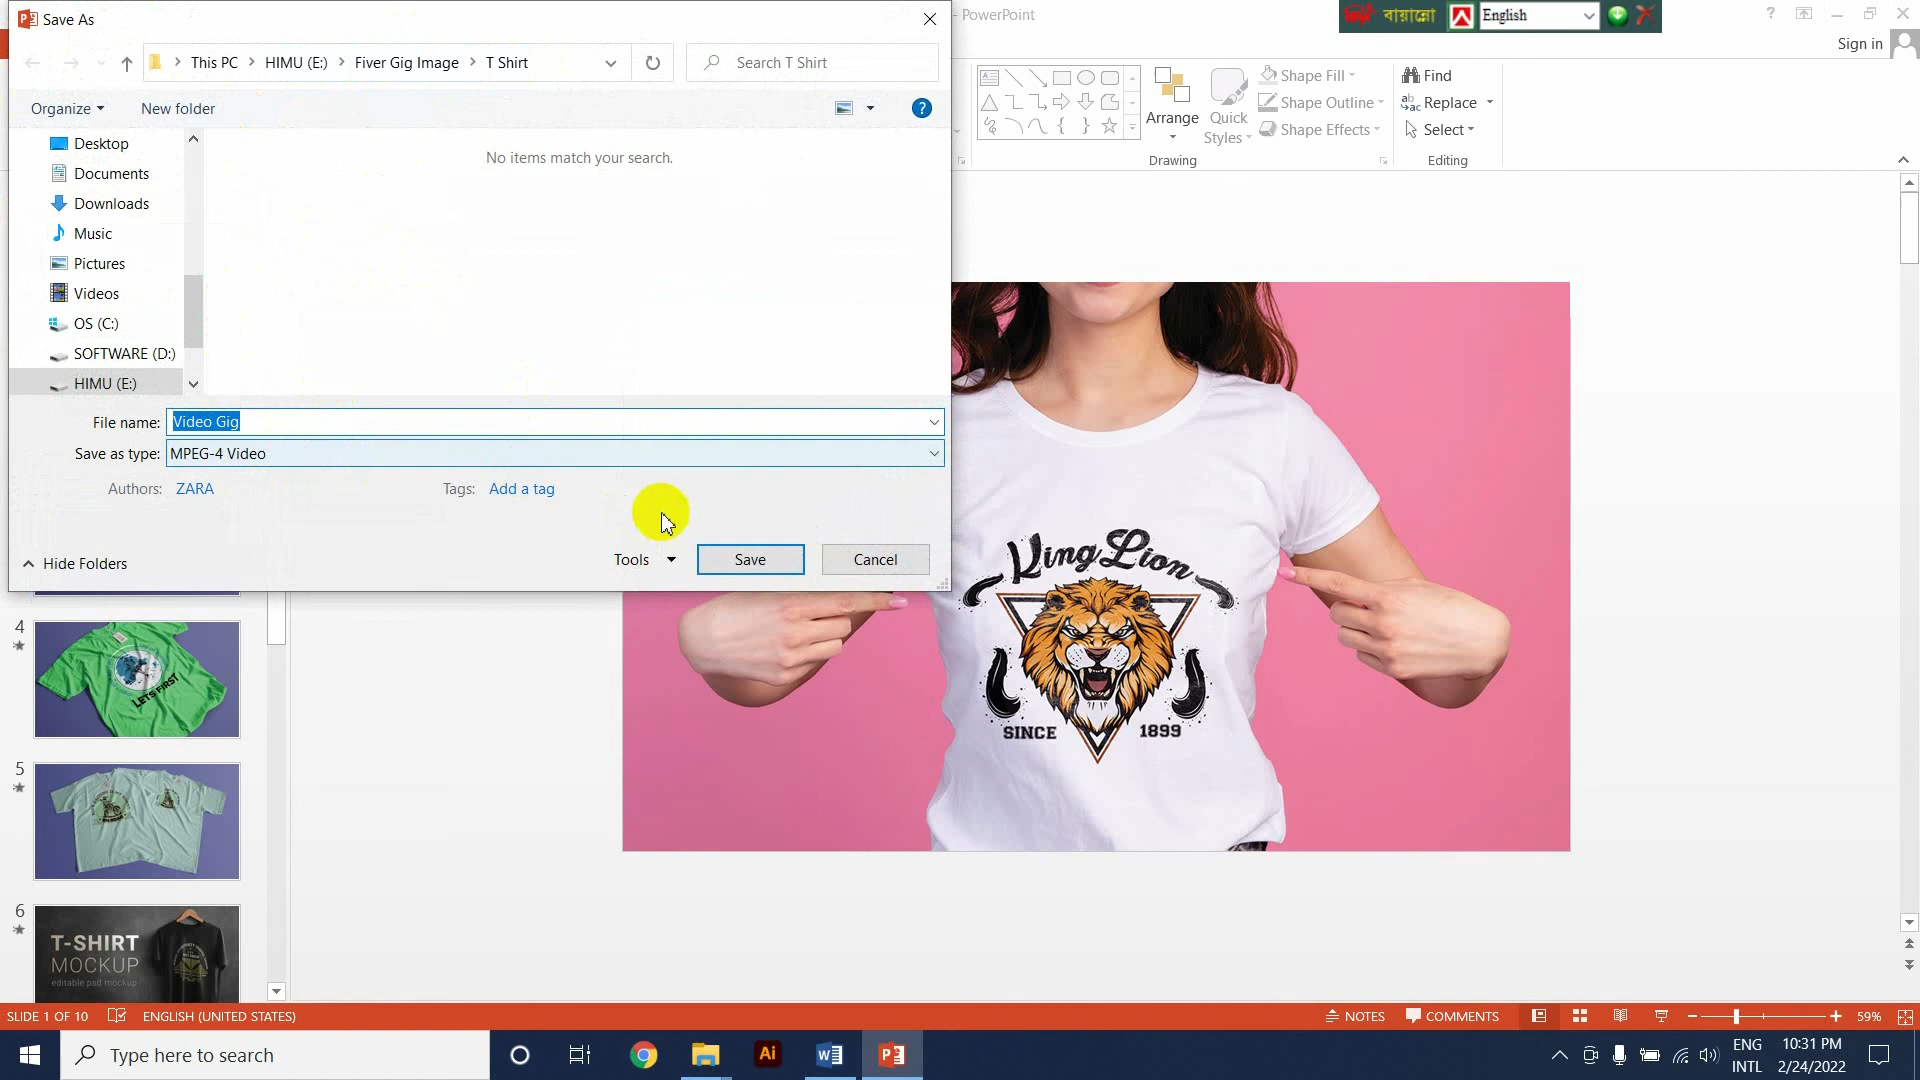 Save As
- PowerPoint
বায়ান্নো
English
Sign in
This PC
HIMU (E:)
Fiver Gig Image
T Shirt
Search T Shirt
Organize
New folder
Shape Fill
Shape Outline
Shape Effects
Arrange
Quick
Styles
Drawing
Find
Replace
Select
Editing
Desktop
Documents
Downloads
Music
Pictures
Videos
OS (C:)
SOFTWARE (D:)
HIMU (E:)
No items match your search.
File name: Video Gig
Save as type: MPEG-4 Video
Authors: ZARA
Tags: Add a tag
Hide Folders
Tools
Save
Cancel
King Lion
SINCE 1899
4
LETS FIRST
5
6
T-SHIRT
MOCKUP
editable psd mockup
SLIDE 1 OF 10
ENGLISH (UNITED STATES)
NOTES
COMMENTS
59%
Type here to search
Ai
ENG
INTL
10:31 PM
2/24/2022